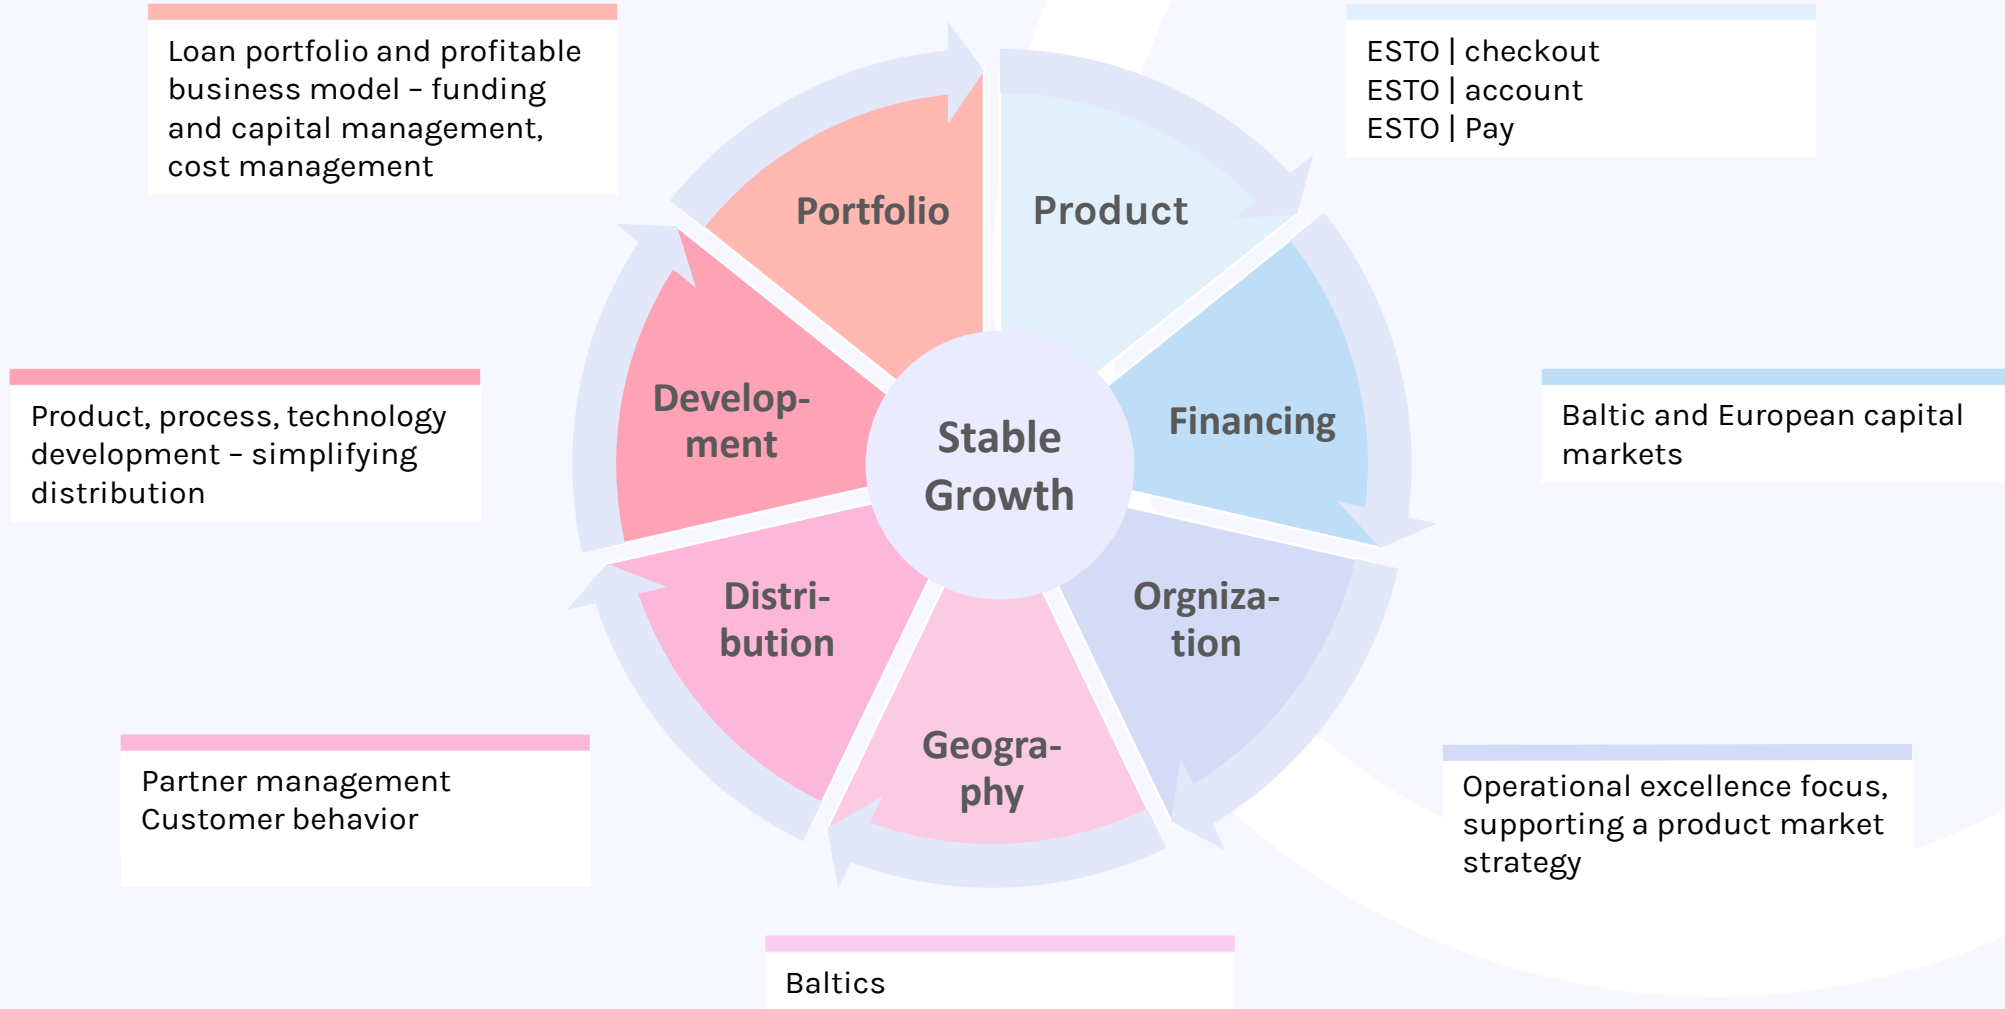 Loan portfolio and profitable
business model – funding
and capital management,
cost management
ESTO | checkout
ESTO | account
ESTO | Pay
Portfolio
Product
Develop-
ment
Financing
Stable
Growth
Product, process, technology
development – simplifying
distribution
Baltic and European capital
markets
Distri-
bution
Orgniza-
tion
Geogra-
phy
Partner management
Customer behavior
Operational excellence focus,
supporting a product market
strategy
Baltics